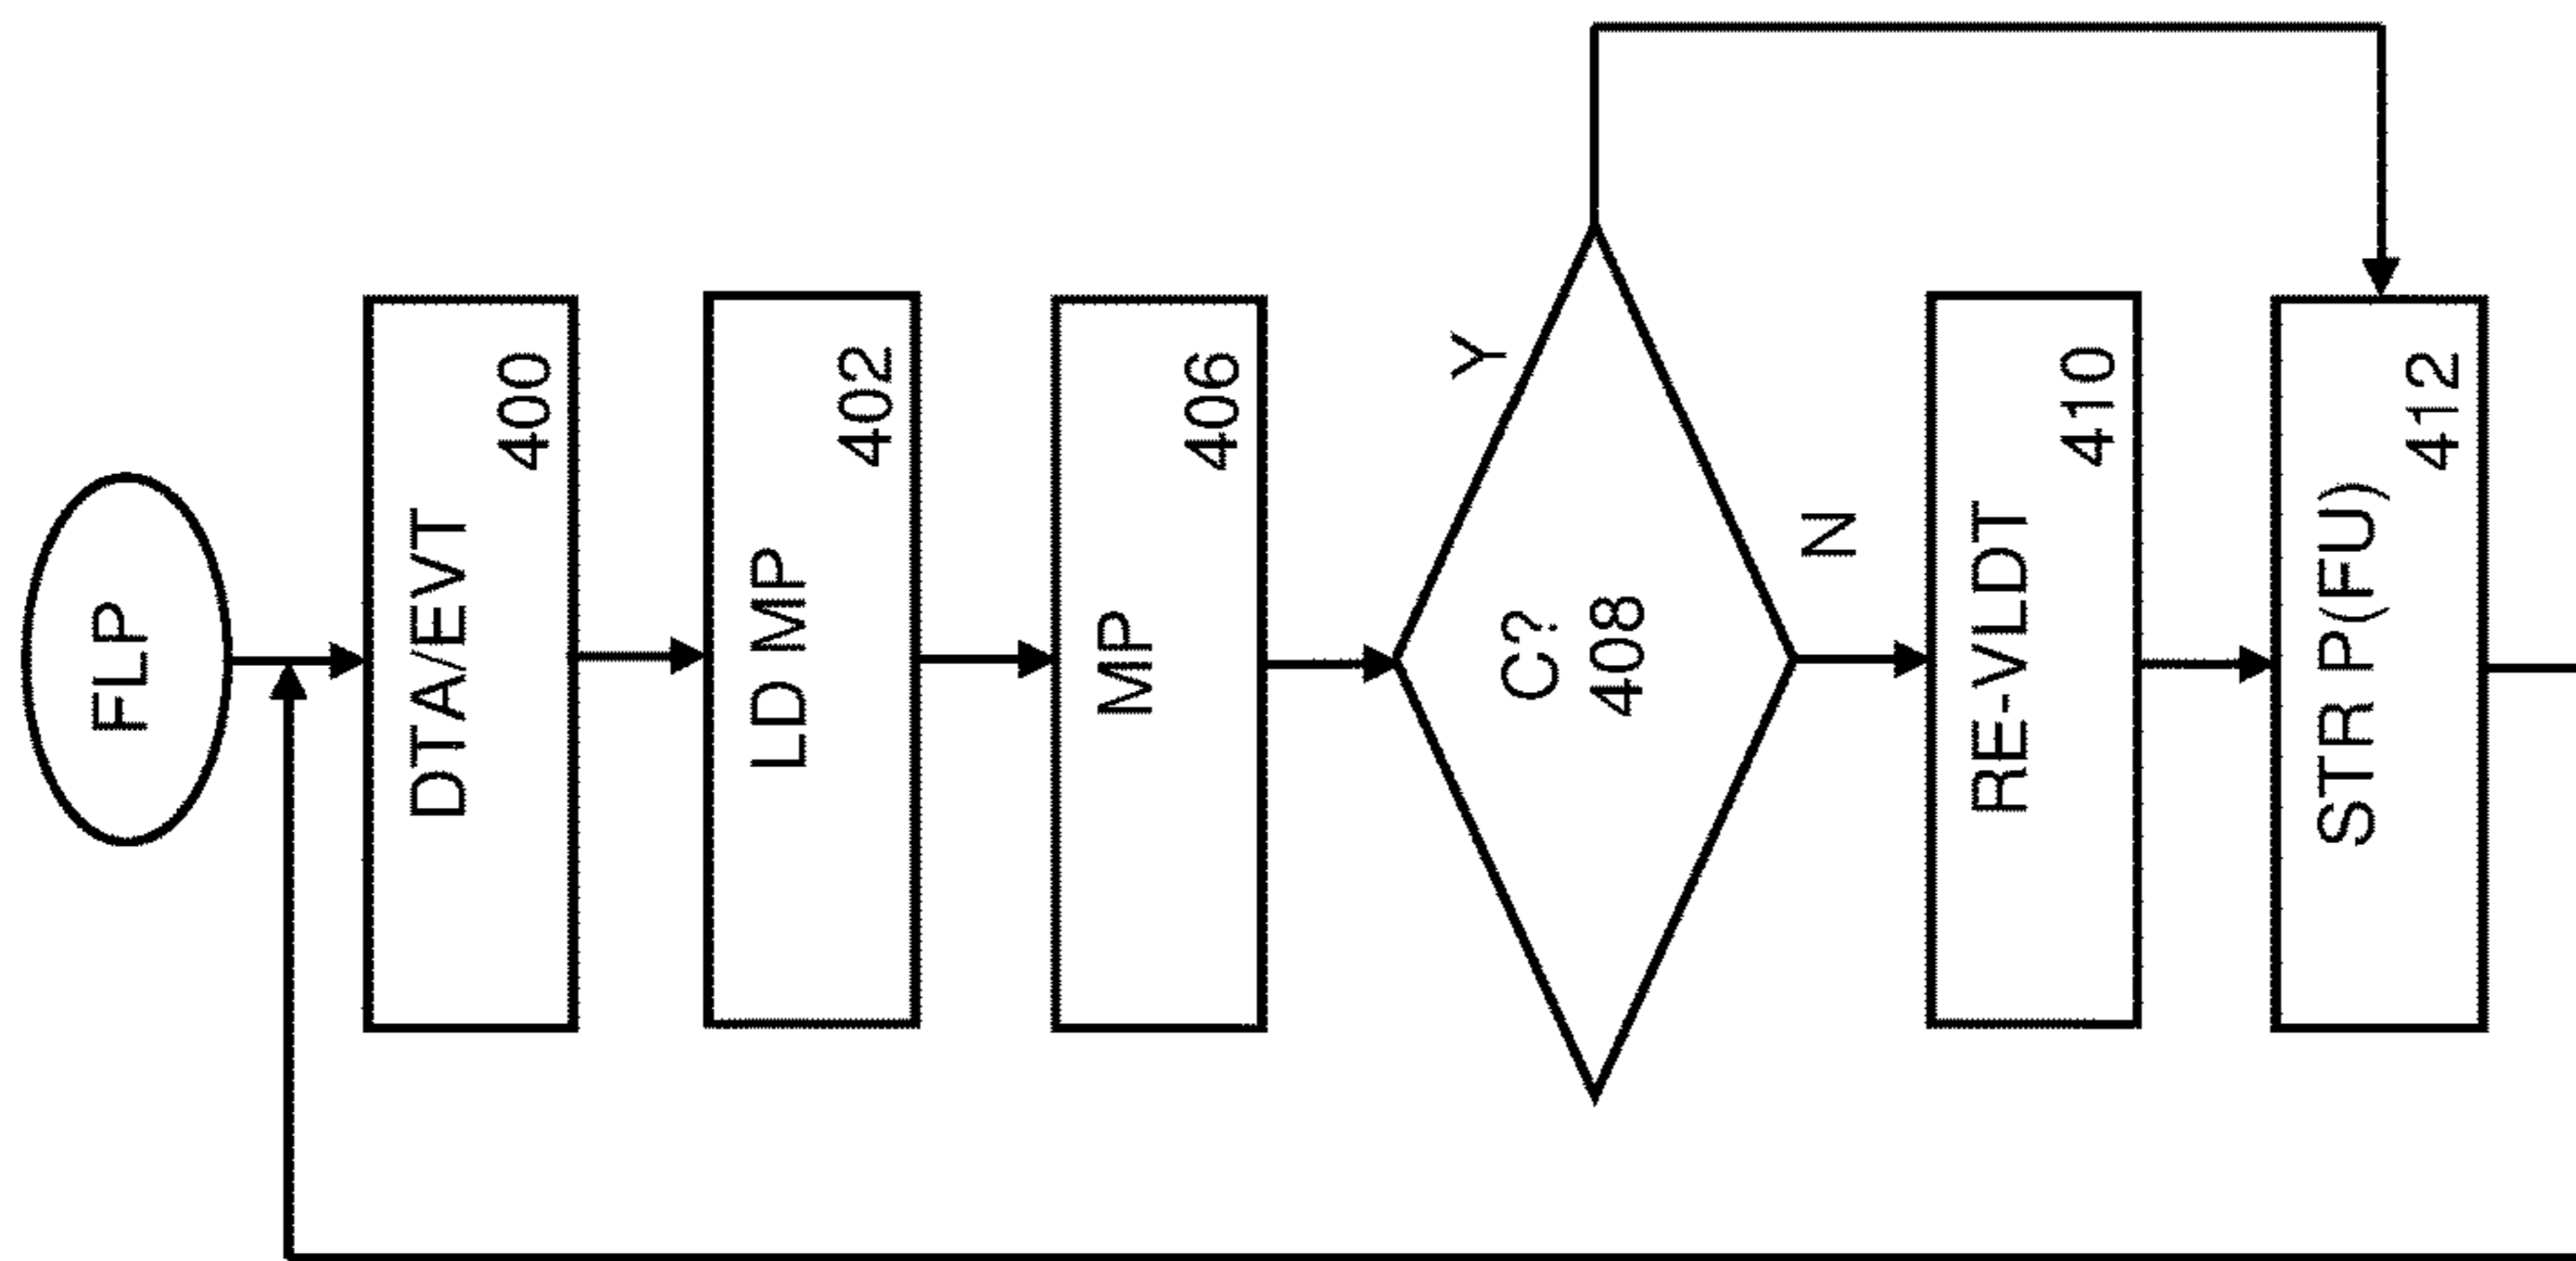 FLP
DTA/EVT
400
LD MP
402
MP
406
C?
408
Y
N
RE-VLDT
410
STR P(FU)
412